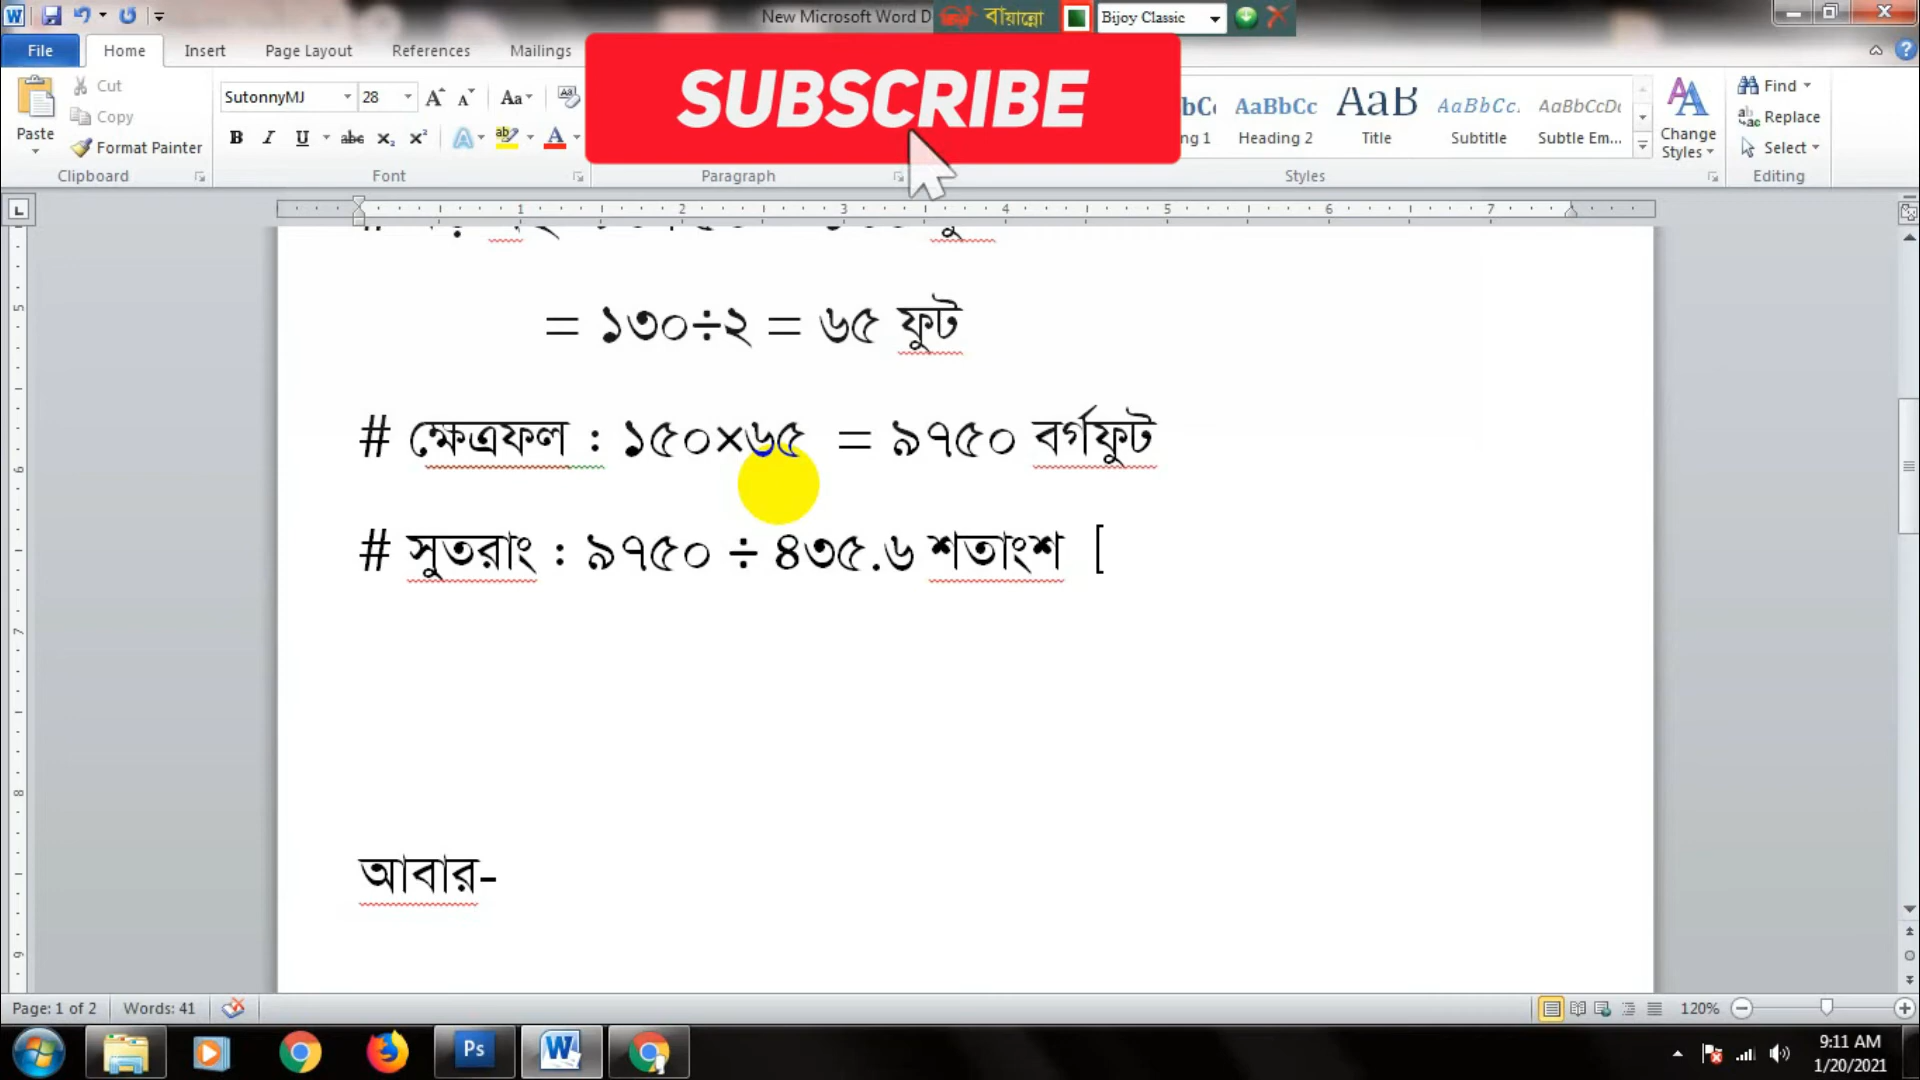 New Microsoft Word D
বায়ান্নো
Bijoy Classic
File Home Insert Page Layout References Mailings
SUBSCRIBE
Cut
Copy
Paste
Format Painter
Clipboard
SutonnyMJ 28
Font
Paragraph
Heading 2
Title
Subtitle
Subtle Em...
Styles
Change Styles
Find
Replace
Select
Editing
= ১৩০÷২ = ৬৫ ফুট
# ক্ষেত্রফল : ১৫০×৬৫ = ৯৭৫০ বর্গফুট
# সুতরাং : ৯৭৫০ ÷ ৪৩৫.৬ শতাংশ [
আবার-
Page: 1 of 2 Words: 41
120%
9:11 AM
1/20/2021